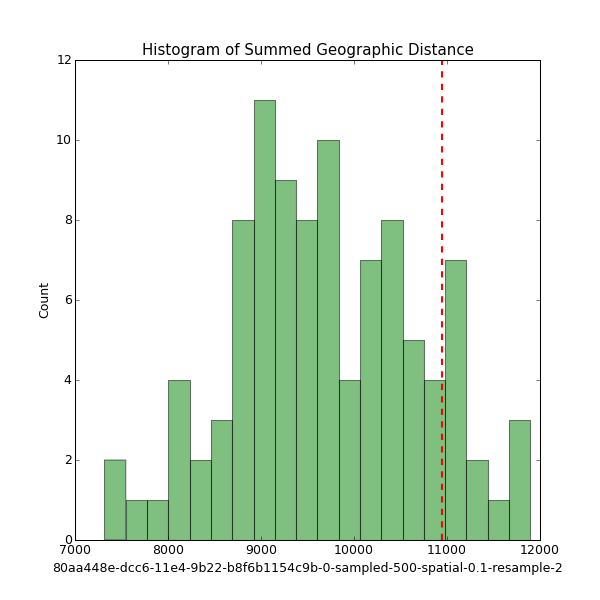 Histogram of Summed Geographic Distance
12
10
8
6
4
2
0
Count
7000 8000 9000 10000 11000 12000
80aa448e-dcc6-11e4-9b22-b8f6b1154c9b-0-sampled-500-spatial-0.1-resample-2